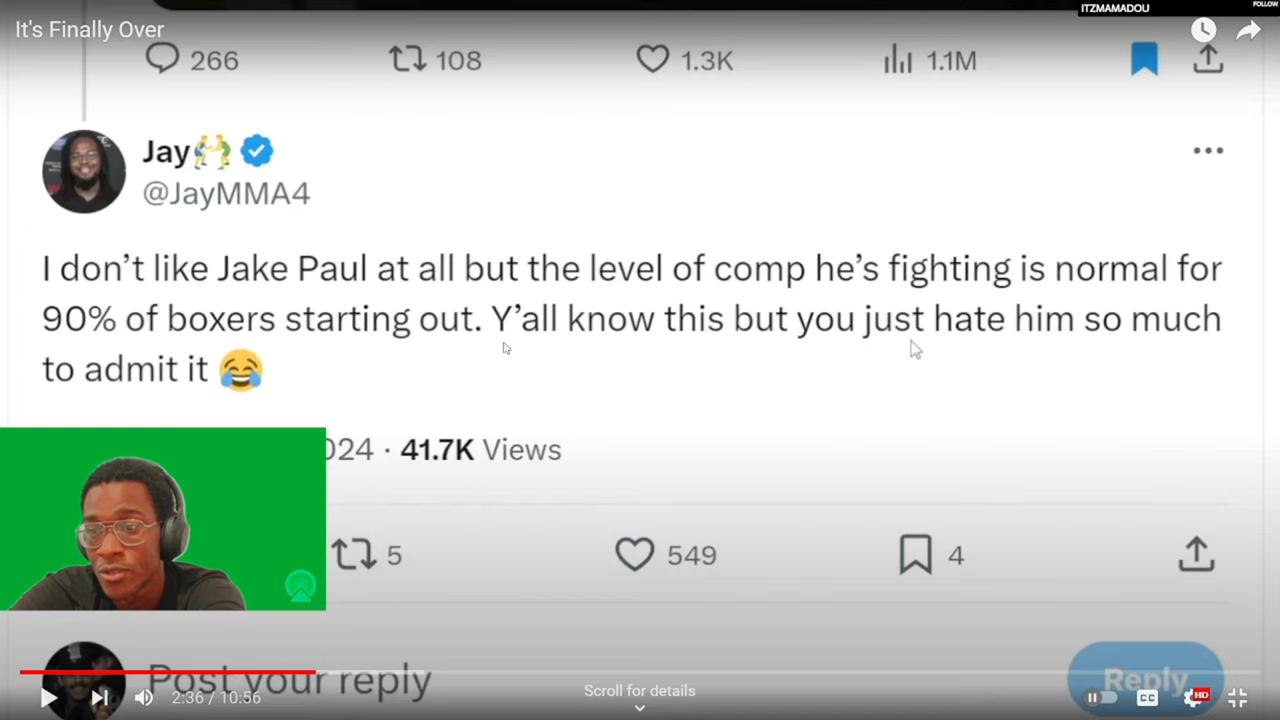 ITZMAMADOU
FOLLOW
It's Finally Over
266 108 1.3K 1.1M
Jay🤼
@JayMMA4
I don’t like Jake Paul at all but the level of comp he’s fighting is normal for
90% of boxers starting out. Y’all know this but you just hate him so much
to admit it 😂
024 · 41.7K Views
5 549 4
Post your reply
Reply
2:36 / 10:56
Scroll for details
CC
HD